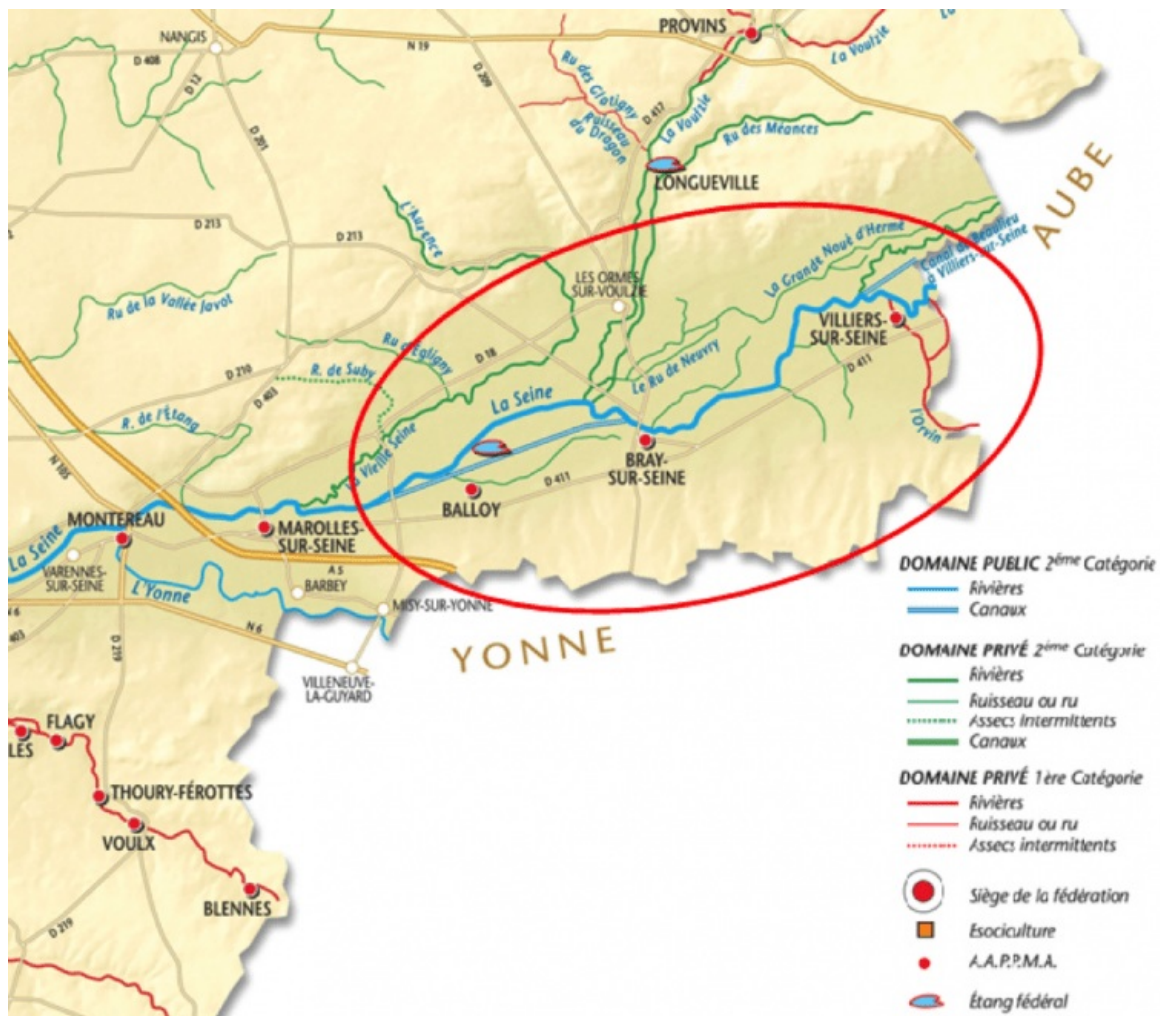 PROVINS
NANGIS
N 19
D 408
D 12
D 209
La Voulzie
Ru des Glatigny
Ruisseau
du Dragon
D 417
La Voulzie
Ru des Méances
D 201
LONGUEVILLE
AUBE
L'Aurence
D 213
D 213
La Grande Noue d'Hermé
Canal de Beaulieu
à Villiers-sur-Seine
LES ORMES
SUR-VOULZIE
Ru de la Vallée Javot
VILLIERS-
SUR-SEINE
Ru d'Egligny
D 18
D 210
R. de Suby
Le Ru de Neuvry
D 411
D 403
La Seine
R. de l'Étang
l'Orvin
La Vieille Seine
N 105
BRAY-
SUR-SEINE
D 411
BALLOY
MONTEREAU
MAROLLES-
SUR-SEINE
La Seine
VARENNES-
SUR-SEINE
A 5
BARBEY
L'Yonne
MISY-SUR-YONNE
N 6
403
N 6
D 219
YONNE
VILLENEUVE-
LA-GUYARD
FLAGY
LES
THOURY-FÉROTTES
VOULX
BLENNES
D 219
DOMAINE PUBLIC 2ème Catégorie
Rivières
Canaux
DOMAINE PRIVÉ 2ème Catégorie
Rivières
Ruisseau ou ru
Assecs intermittents
Canaux
DOMAINE PRIVÉ 1ère Catégorie
Rivières
Ruisseau ou ru
Assecs intermittents
Siège de la fédération
Esociculture
A.A.P.P.M.A.
Étang fédéral